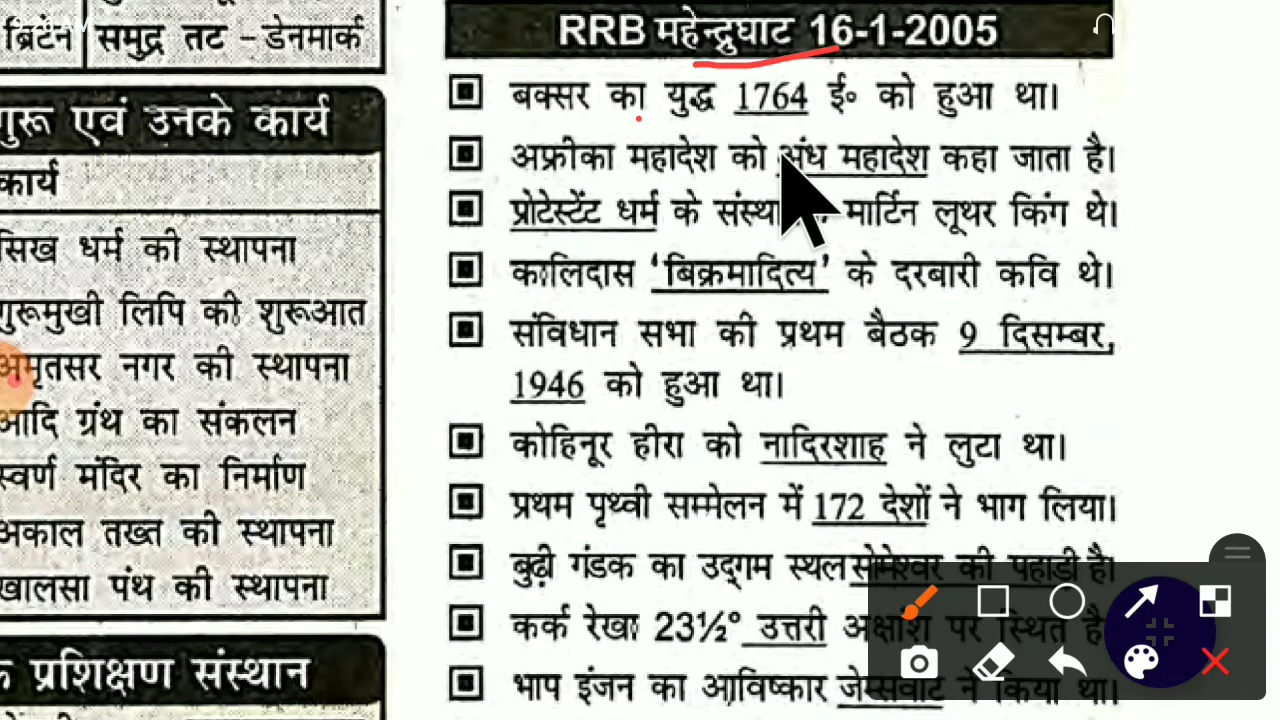 9:26 AM
ब्रिटेन समुद्र तट - डेनमार्क
गुरू एवं उनके कार्य
कार्य
सिख धर्म की स्थापना
गुरूमुखी लिपि की शुरूआत
अमृतसर नगर की स्थापना
आदि ग्रंथ का संकलन
स्वर्ण मंदिर का निर्माण
अकाल तख्त की स्थापना
खालसा पंथ की स्थापना
प्रशिक्षण संस्थान
RRB महेन्द्रुघाट 16-1-2005
बक्सर का युद्ध 1764 ई० को हुआ था।
अफ्रीका महादेश को अंध महादेश कहा जाता है।
प्रोटेस्टेंट धर्म के मार्टिन लूथर किंग थे।
कालिदास 'बिक्रमादित्य' के दरबारी कवि थे।
संविधान सभा की प्रथम बैठक 9 दिसम्बर,
1946 को हुआ था।
कोहिनूर हीरा को नादिरशाह ने लुटा था।
प्रथम पृथ्वी सम्मेलन में 172 देशों ने भाग लिया।
बुढ़ी गंडक का उद्गम स्थल सोमेश्वर की पहाडी है।
कर्क रेखा 23½° उत्तरी अक्षांश पर स्थित है
भाप इंजन का आविष्कार जेम्सवाट ने किया था।